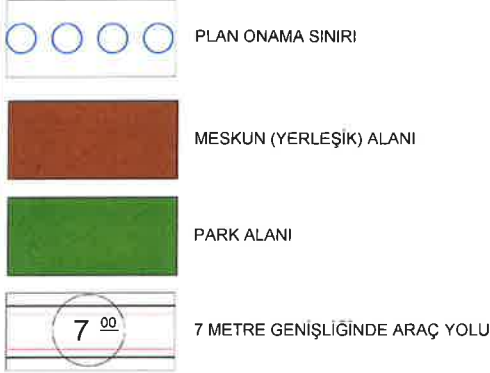 PLAN ONAMA SINIRI
MESKUN (YERLEŞİK) ALANI
PARK ALANI
7 00
7 METRE GENİŞLİĞİNDE ARAÇ YOLU